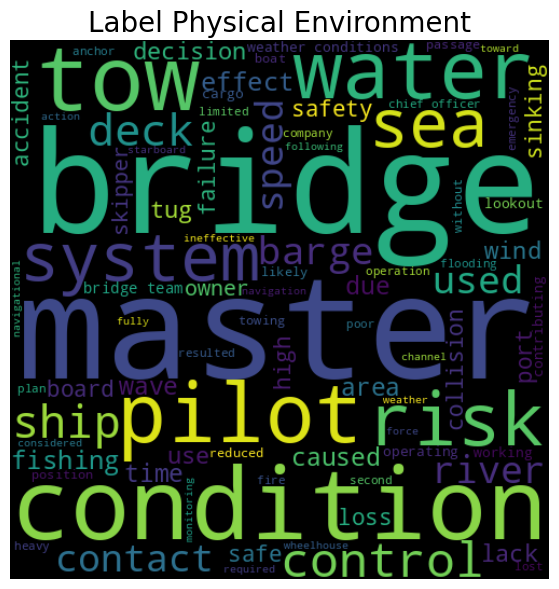 Label Physical Environment
anchor
decision
weather conditions
passage
toward
tow
boat
water
accident
effect
cargo
sinking
action
deck
limited
speed
safety
chief officer
sea
emergency
company
starboard
failure
following
bridge
skipper
tug
without
lookout
ineffective
system
barge
wind
navigational
likely
operation
flooding
bridge team
owner
navigation
due
used
contributing
master
fully
towing
poor
collision
port
resulted
high
channel
plan
board
wave
area
weather
ship
pilot
risk
force
considered
fishing
use
reduced
caused
operating
working
position
time
monitoring
fire
second
river
condition
loss
heavy
contact
safe
wheelhouse
control
lack
required
lost